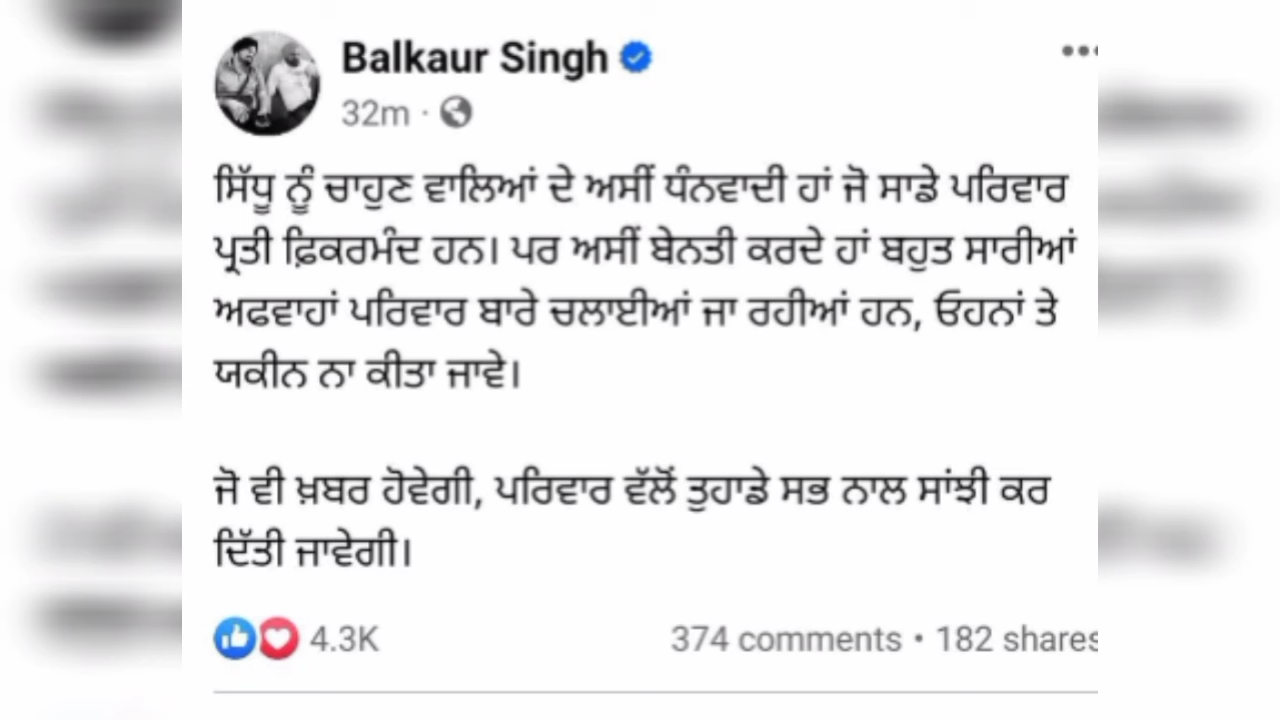 Balkaur Singh
32m ·
ਸਿੱਧੂ ਨੂੰ ਚਾਹੁਣ ਵਾਲਿਆਂ ਦੇ ਅਸੀਂ ਧੰਨਵਾਦੀ ਹਾਂ ਜੋ ਸਾਡੇ ਪਰਿਵਾਰ
ਪ੍ਰਤੀ ਫ਼ਿਕਰਮੰਦ ਹਨ। ਪਰ ਅਸੀਂ ਬੇਨਤੀ ਕਰਦੇ ਹਾਂ ਬਹੁਤ ਸਾਰੀਆਂ
ਅਫਵਾਹਾਂ ਪਰਿਵਾਰ ਬਾਰੇ ਚਲਾਈਆਂ ਜਾ ਰਹੀਆਂ ਹਨ, ਓਹਨਾਂ ਤੇ
ਯਕੀਨ ਨਾ ਕੀਤਾ ਜਾਵੇ।
ਜੋ ਵੀ ਖ਼ਬਰ ਹੋਵੇਗੀ, ਪਰਿਵਾਰ ਵੱਲੋਂ ਤੁਹਾਡੇ ਸਭ ਨਾਲ ਸਾਂਝੀ ਕਰ
ਦਿੱਤੀ ਜਾਵੇਗੀ।
4.3K 374 comments • 182 shares